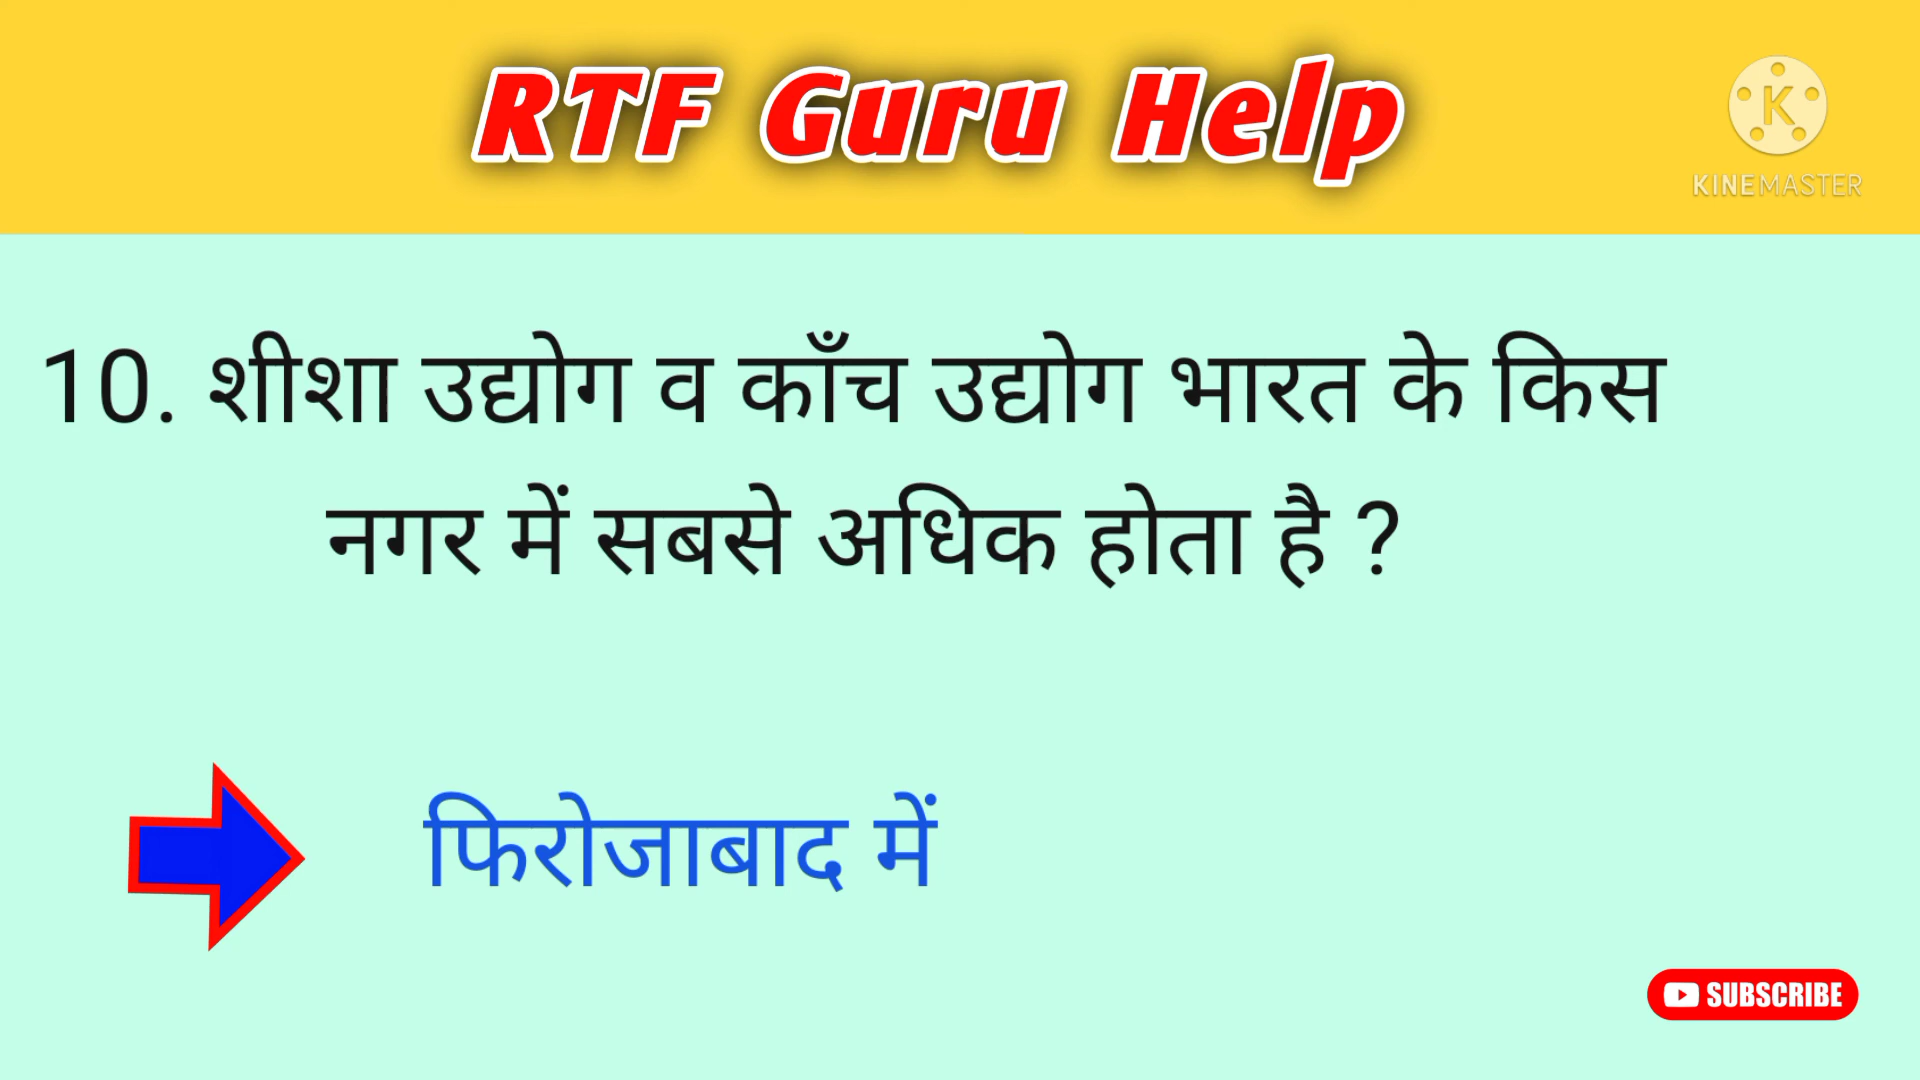 RTF Guru Help
K
KINEMASTER
10. शीशा उद्योग व काँच उद्योग भारत के किस
नगर में सबसे अधिक होता है ?
फिरोजाबाद में
SUBSCRIBE